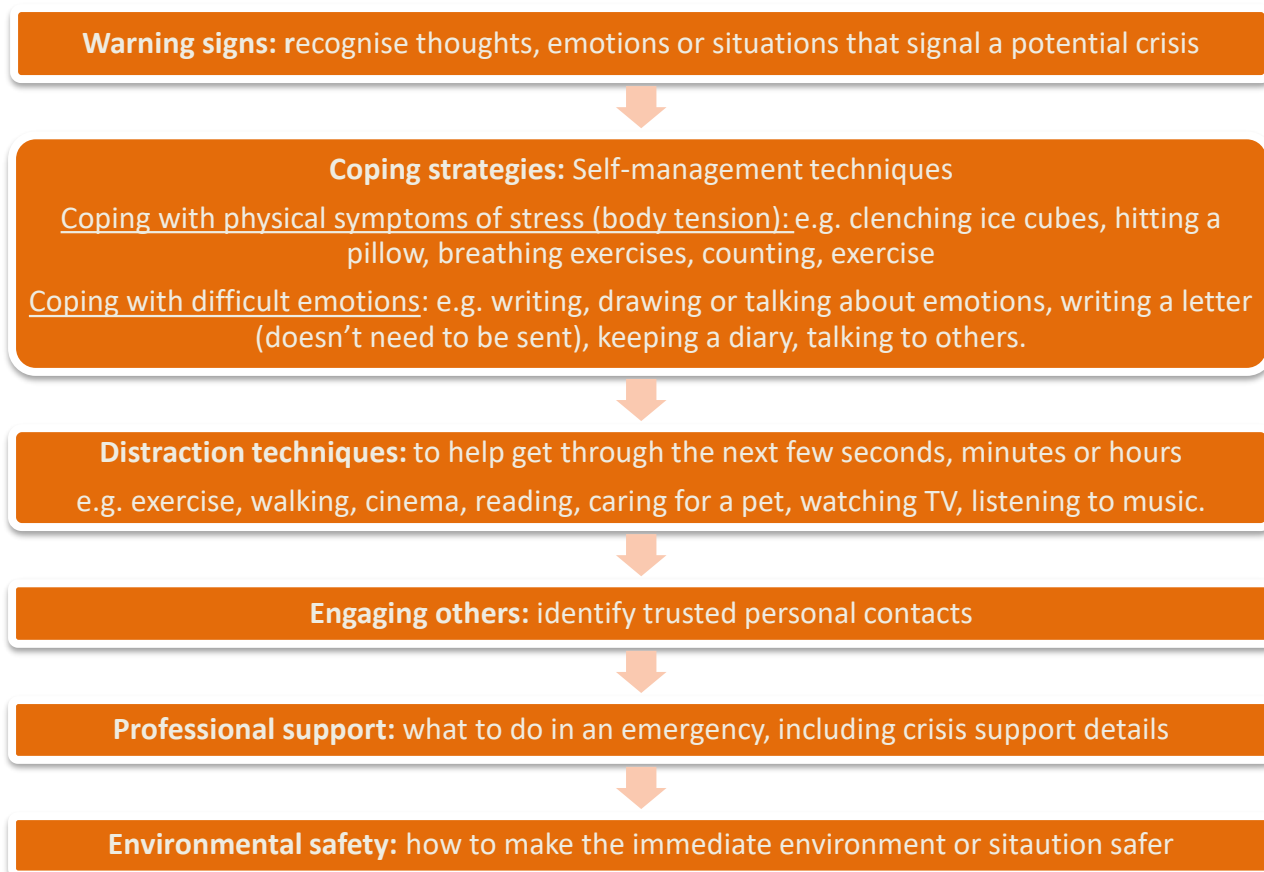 Warning signs: recognise thoughts, emotions or situations that signal a potential crisis
Coping strategies: Self-management techniques
Coping with physical symptoms of stress (body tension): e.g. clenching ice cubes, hitting a
pillow, breathing exercises, counting, exercise
Coping with difficult emotions: e.g. writing, drawing or talking about emotions, writing a letter
(doesn’t need to be sent), keeping a diary, talking to others.
Distraction techniques: to help get through the next few seconds, minutes or hours
e.g. exercise, walking, cinema, reading, caring for a pet, watching TV, listening to music.
Engaging others: identify trusted personal contacts
Professional support: what to do in an emergency, including crisis support details
Environmental safety: how to make the immediate environment or sitaution safer